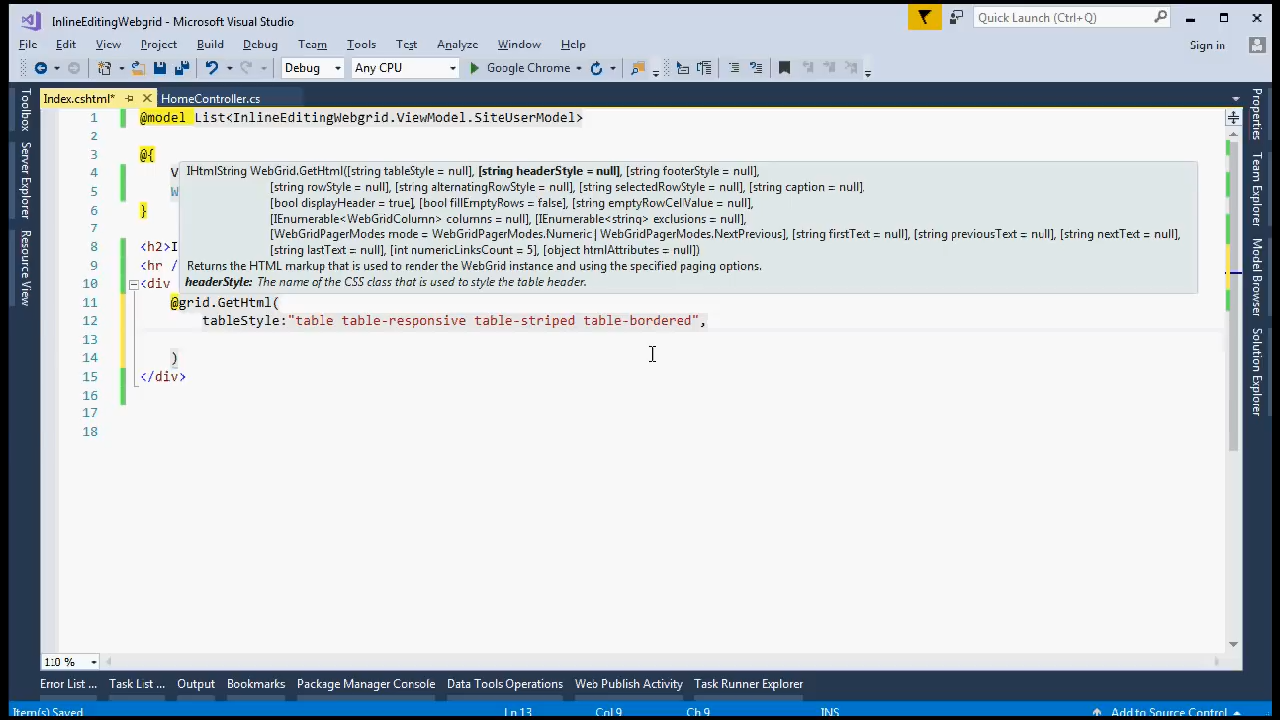 InlineEditingWebgrid - Microsoft Visual Studio
Quick Launch (Ctrl+Q)
File Edit View Project Build Debug Team Tools Test Analyze Window Help
Sign in
Debug Any CPU Google Chrome
Index.cshtml* HomeController.cs
Toolbox
Server Explorer
Resource View
Properties
Team Explorer
Model Browser
Solution Explorer
1 @model List<InlineEditingWebgrid.ViewModel.SiteUserModel>
2
3 @{
4 V
5 W
6 }
7
8 <h2>I
9 <hr /
10 <div
IHtmlString WebGrid.GetHtml([string tableStyle = null], [string headerStyle = null], [string footerStyle = null],
[string rowStyle = null], [string alternatingRowStyle = null], [string selectedRowStyle = null], [string caption = null],
[bool displayHeader = true], [bool fillEmptyRows = false], [string emptyRowCellValue = null],
[IEnumerable<WebGridColumn> columns = null], [IEnumerable<string> exclusions = null],
[WebGridPagerModes mode = WebGridPagerModes.Numeric|WebGridPagerModes.NextPrevious], [string firstText = null], [string previousText = null], [string nextText = null],
[string lastText = null], [int numericLinksCount = 5], [object htmlAttributes = null])
Returns the HTML markup that is used to render the WebGrid instance and using the specified paging options.
headerStyle: The name of the CSS class that is used to style the table header.
11 @grid.GetHtml(
12 tableStyle:"table table-responsive table-striped table-bordered",
13
14 )
15 </div>
16
17
18
110 %
Error List ... Task List ... Output Bookmarks Package Manager Console Data Tools Operations Web Publish Activity Task Runner Explorer
Item(s) Saved Ln 13 Col 9 Ch 9 INS Add to Source Control